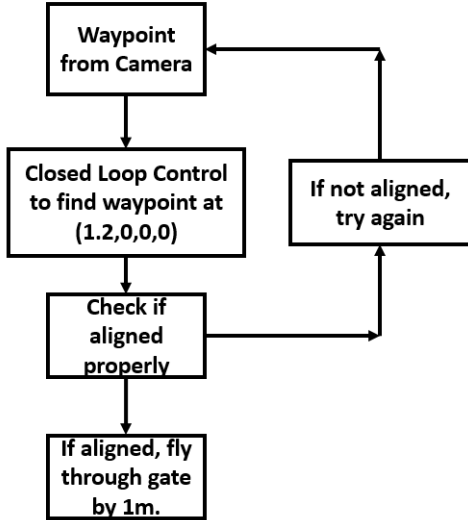 Waypoint
from Camera
Closed Loop Control
to find waypoint at
(1.2,0,0,0)
If not aligned,
try again
Check if
aligned
properly
If aligned, fly
through gate
by 1m.